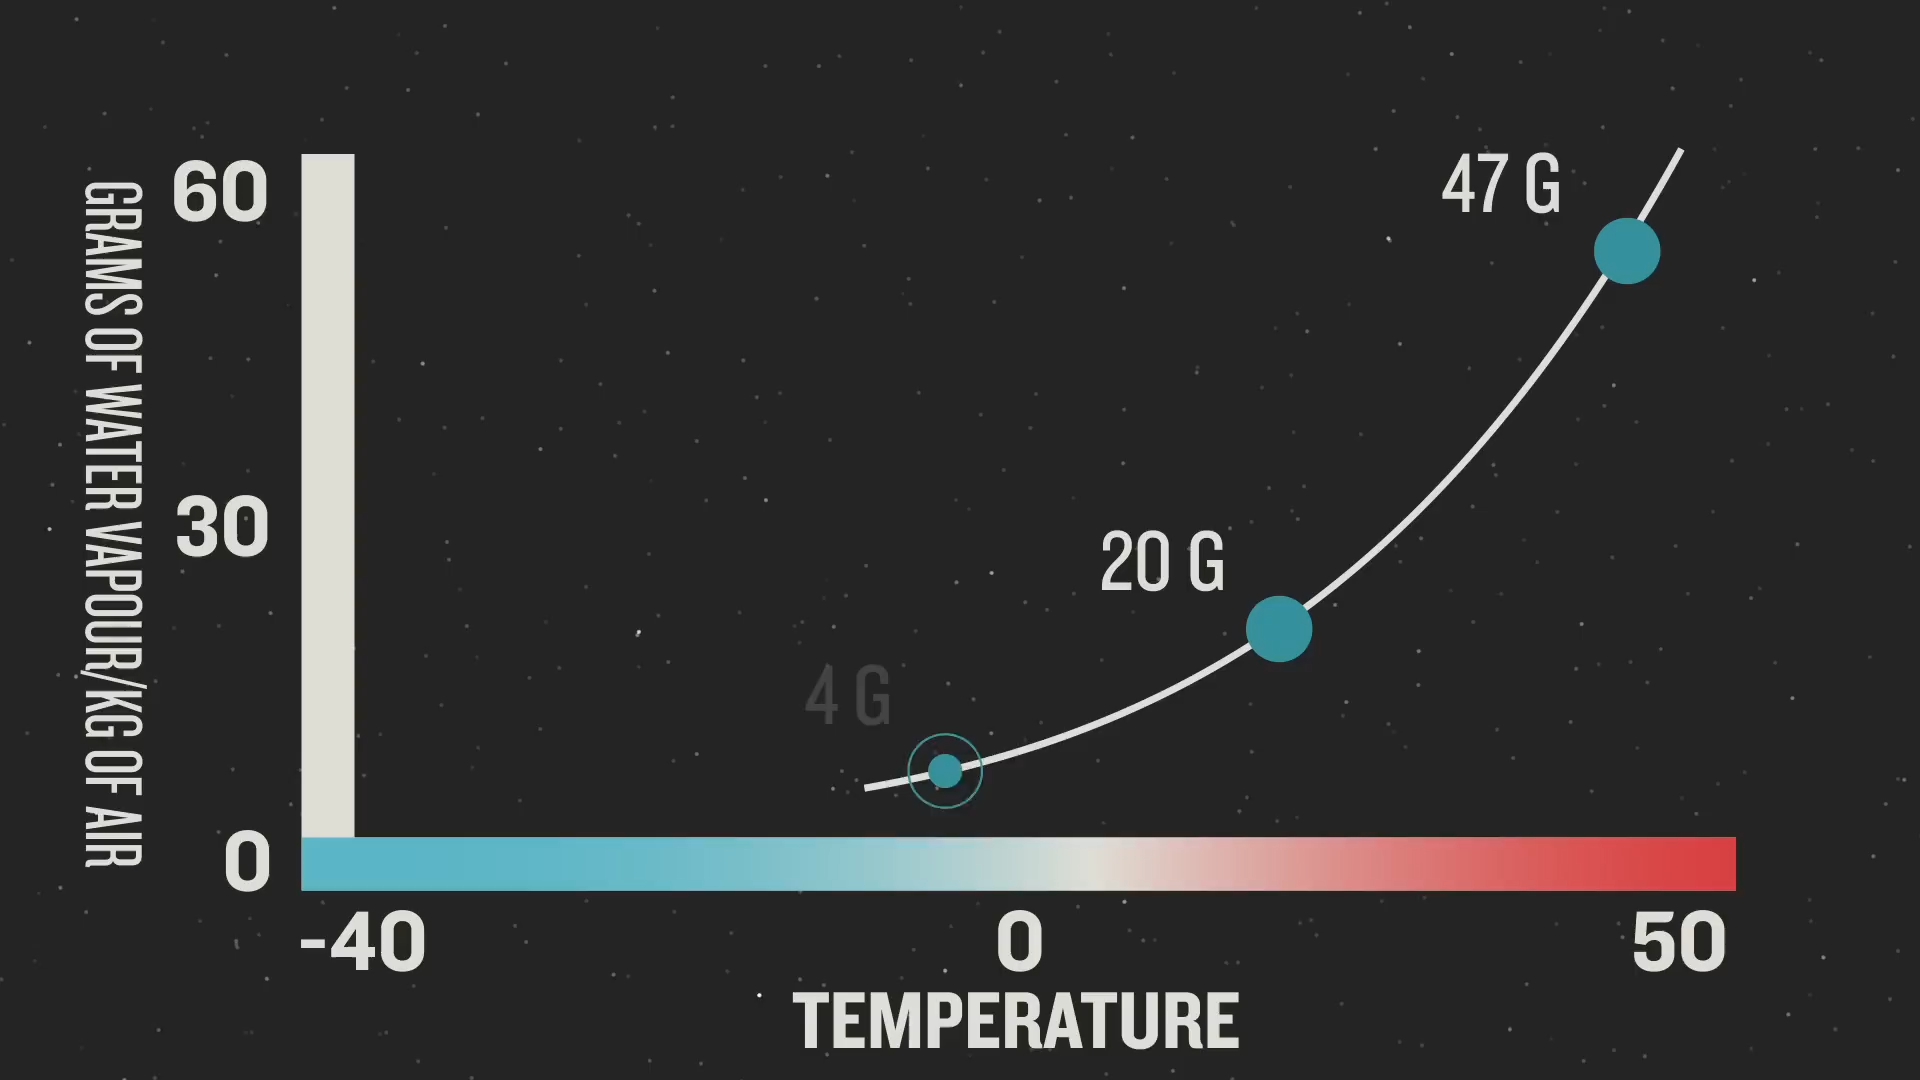 47 G
60
GRAMS OF WATER VAPOUR/KG OF AIR
30
20 G
4 G
0
-40
0
50
TEMPERATURE